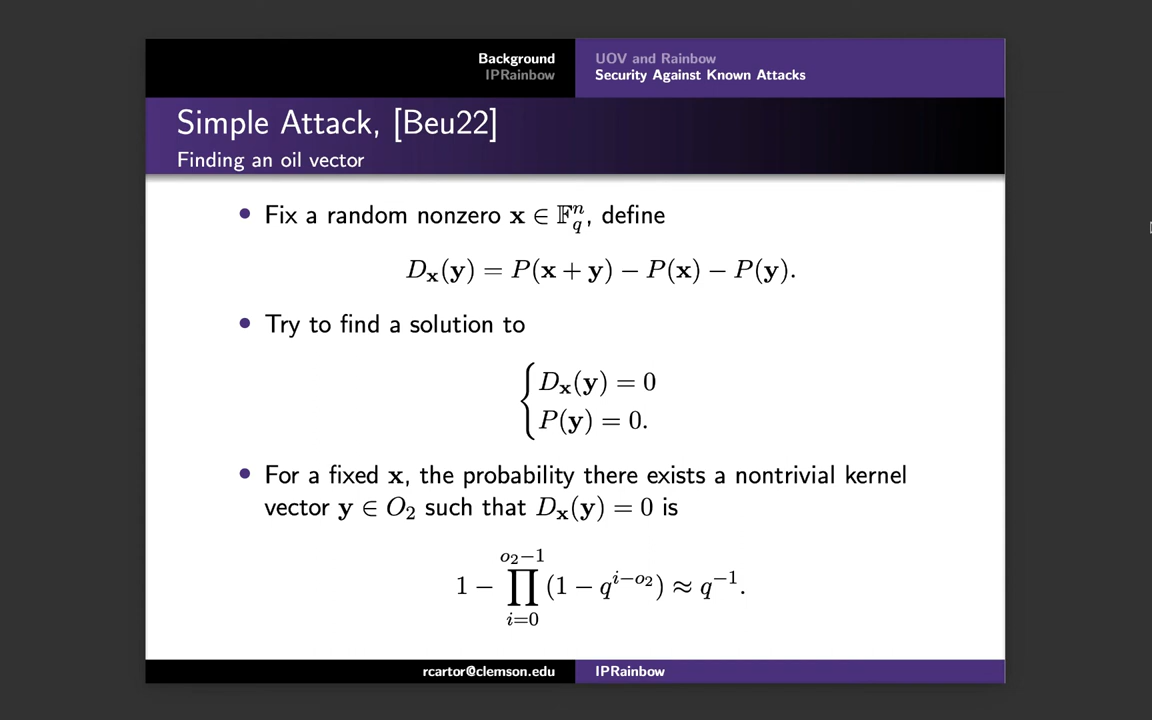 Background
IPRainbow
UOV and Rainbow
Security Against Known Attacks
Simple Attack, [Beu22]
Finding an oil vector
• Fix a random nonzero x ∈ 𝔽_q^n, define
D_x(y) = P(x + y) − P(x) − P(y).
• Try to find a solution to
{ D_x(y) = 0
P(y) = 0.
• For a fixed x, the probability there exists a nontrivial kernel
vector y ∈ O_2 such that D_x(y) = 0 is
1 − ∏_{i=0}^{o_2−1} (1 − q^{i−o_2}) ≈ q^{−1}.
rcartor@clemson.edu
IPRainbow